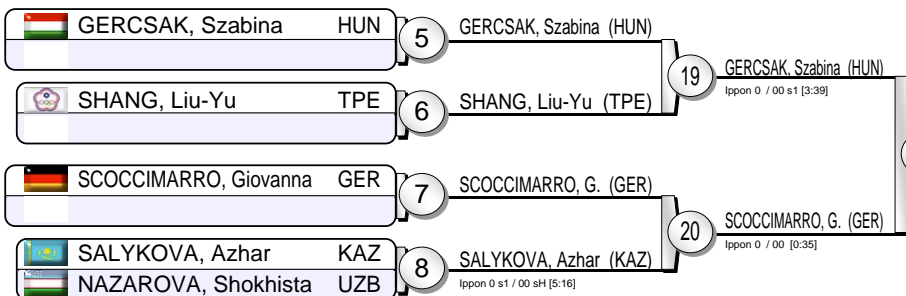 GERCSAK, Szabina HUN
5
GERCSAK, Szabina (HUN)
19
GERCSAK, Szabina (HUN)
Ippon 0 / 00 s1 [3:39]
SHANG, Liu-Yu TPE
6
SHANG, Liu-Yu (TPE)
SCOCCIMARRO, Giovanna GER
7
SCOCCIMARRO, G. (GER)
20
SCOCCIMARRO, G. (GER)
Ippon 0 / 00 [0:35]
SALYKOVA, Azhar KAZ
NAZAROVA, Shokhista UZB
8
SALYKOVA, Azhar (KAZ)
Ippon 0 s1 / 00 sH [5:16]